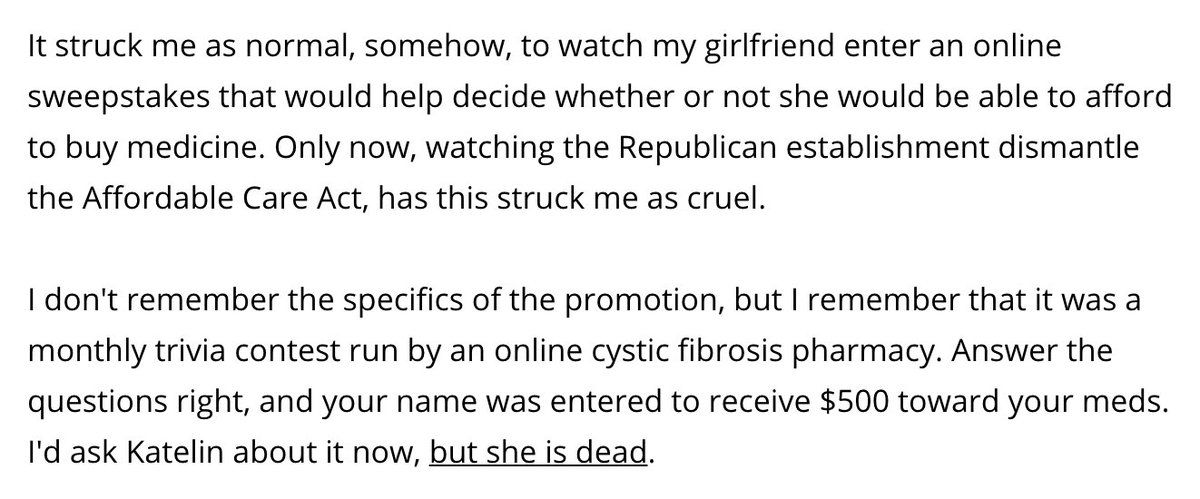 It struck me as normal, somehow, to watch my girlfriend enter an online
sweepstakes that would help decide whether or not she would be able to afford
to buy medicine. Only now, watching the Republican establishment dismantle
the Affordable Care Act, has this struck me as cruel.
I don't remember the specifics of the promotion, but I remember that it was a
monthly trivia contest run by an online cystic fibrosis pharmacy. Answer the
questions right, and your name was entered to receive $500 toward your meds.
I'd ask Katelin about it now, but she is dead.